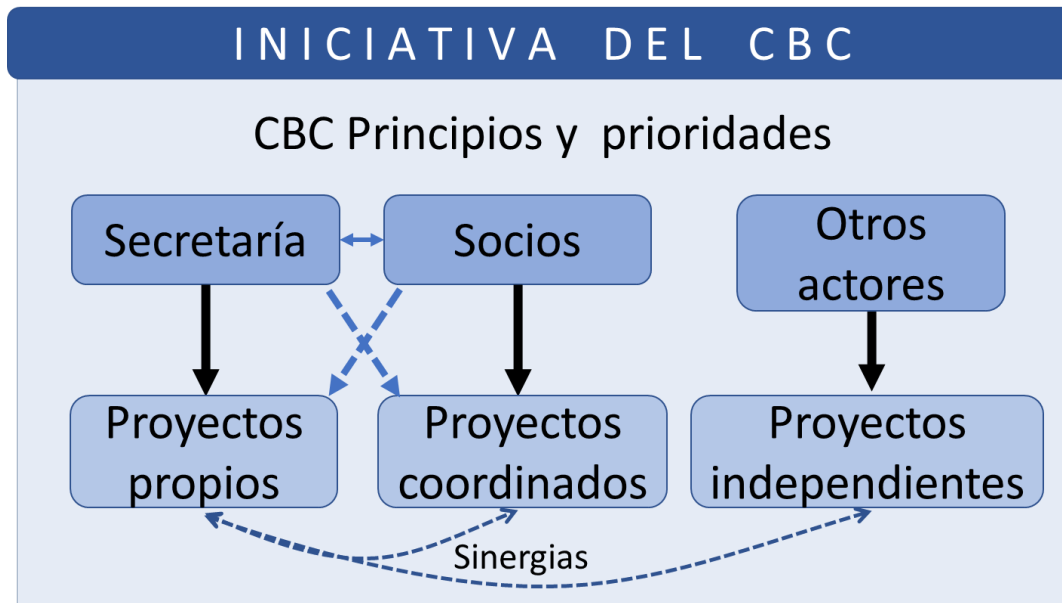 INICIATIVA DEL CBC
CBC Principios y prioridades
Secretaría
Socios
Otros
actores
Proyectos
propios
Proyectos
coordinados
Proyectos
independientes
Sinergias